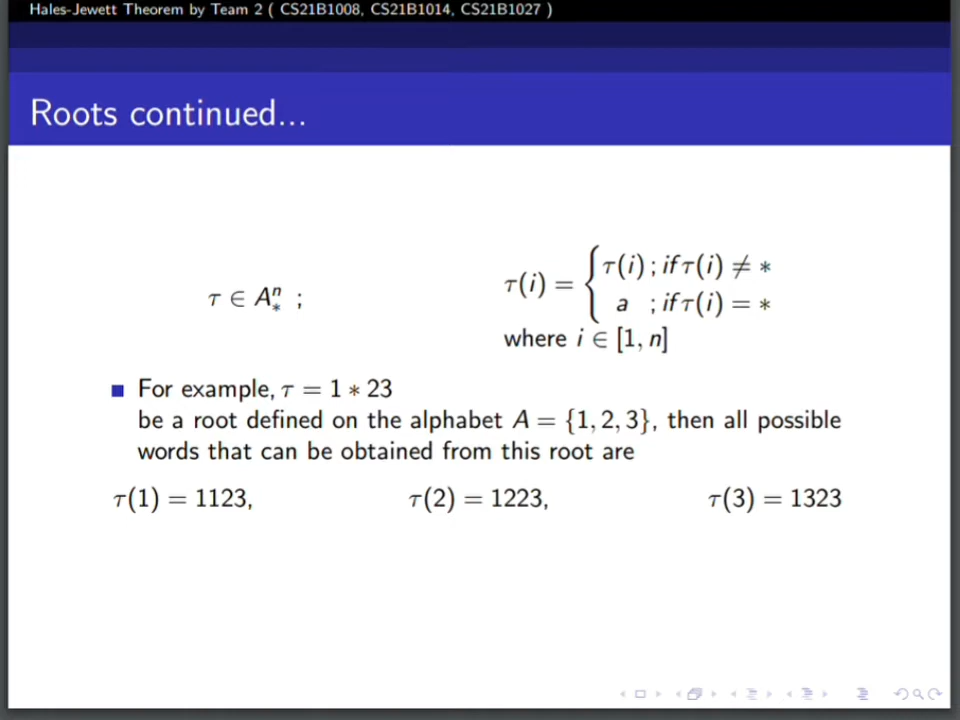 Hales-Jewett Theorem by Team 2 ( CS21B1008, CS21B1014, CS21B1027 )
Roots continued...
τ ∈ Aⁿ∗ ;
τ(i) = { τ(i) ; if τ(i) ≠ ∗
a ; if τ(i) = ∗
where i ∈ [1, n]
For example, τ = 1 ∗ 23
be a root defined on the alphabet A = {1, 2, 3}, then all possible
words that can be obtained from this root are
τ(1) = 1123, τ(2) = 1223, τ(3) = 1323